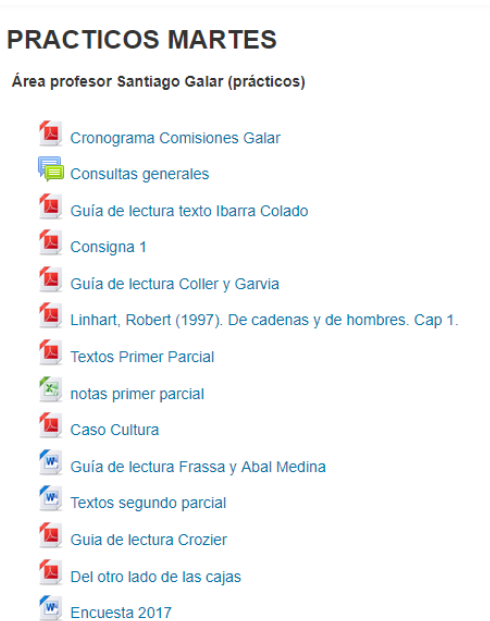 PRACTICOS MARTES
Área profesor Santiago Galar (prácticos)
Cronograma Comisiones Galar
Consultas generales
Guía de lectura texto Ibarra Colado
Consigna 1
Guía de lectura Coller y Garvia
Linhart, Robert (1997). De cadenas y de hombres. Cap 1.
Textos Primer Parcial
notas primer parcial
Caso Cultura
Guía de lectura Frassa y Abal Medina
Textos segundo parcial
Guia de lectura Crozier
Del otro lado de las cajas
Encuesta 2017